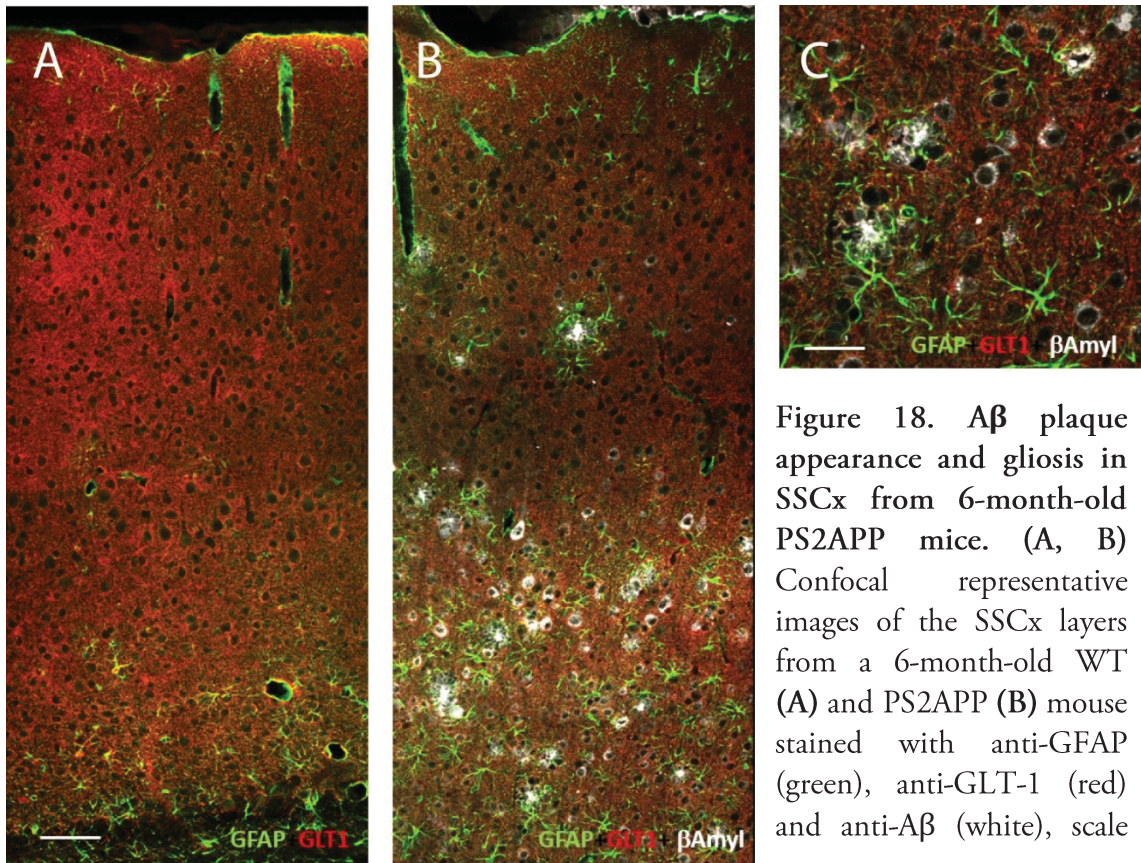 A
B
C
GFAP GLT1
GFAP+GLT1+ βAmyl
GFAP+GLT1+ βAmyl
Figure 18. Aβ plaque
appearance and gliosis in
SSCx from 6-month-old
PS2APP mice. (A, B)
Confocal representative
images of the SSCx layers
from a 6-month-old WT
(A) and PS2APP (B) mouse
stained with anti-GFAP
(green), anti-GLT-1 (red)
and anti-Aβ (white), scale